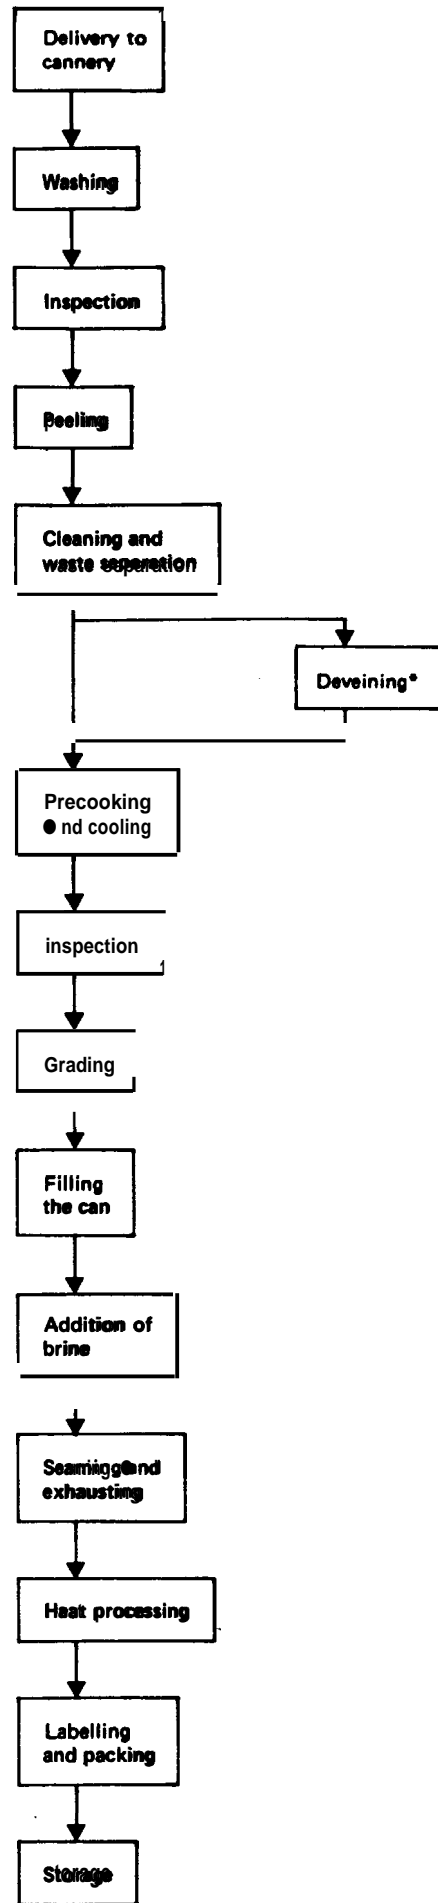 Delivery to
cannery
Washing
Inspection
Peeling
Cleaning and
waste separation
Deveining*
Precooking
●nd cooling
inspection
Grading
Filling
the can
Addition of
brine
Seaming and
exhausting
Heat processing
Labelling
and packing
Storage